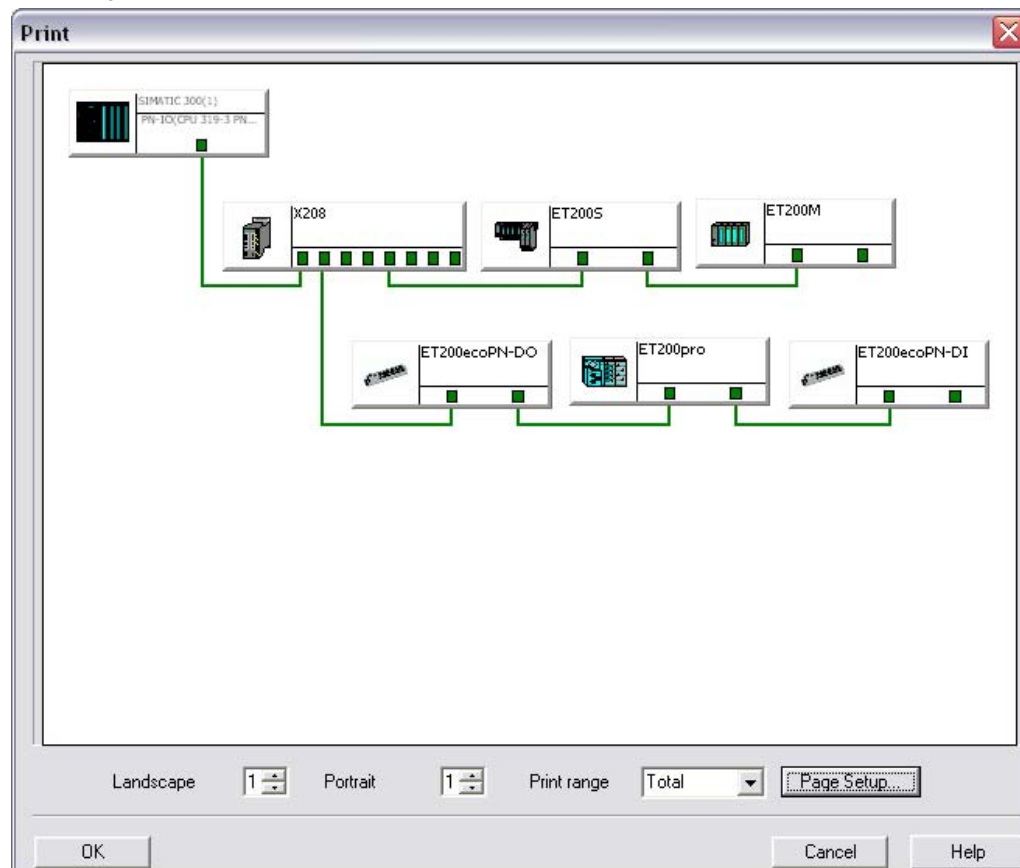 Print
SIMATIC 300(1)
PN-IO(CPU 319-3 PN...
X208
ET200S
ET200M
ET200ecoPN-DO
ET200pro
ET200ecoPN-DI
Landscape 1 Portrait 1 Print range Total Page Setup...
OK Cancel Help